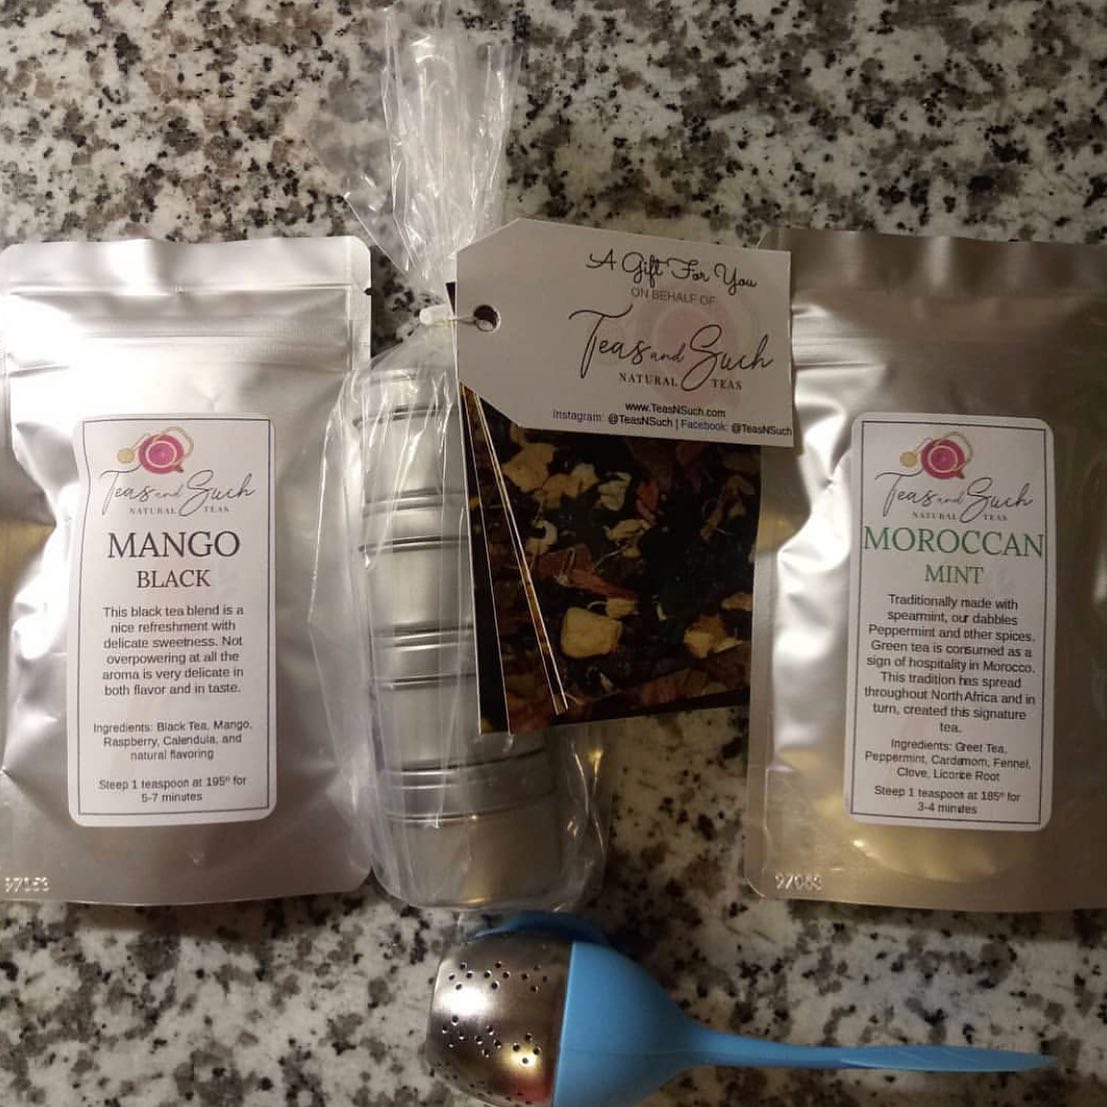 A Gift For You
ON BEHALF OF
Teas and Such
NATURAL TEAS
www.TeasNSuch.com
Instagram: @TeasNSuch | Facebook: @TeasNSuch
Teas and Such
NATURAL TEAS
MANGO
BLACK
This black tea blend is a
nice refreshment with
delicate sweetness. Not
overpowering at all the
aroma is very delicate in
both flavor and in taste.
Ingredients: Black Tea, Mango,
Raspberry, Calendula, and
natural flavoring
Steep 1 teaspoon at 195° for
5-7 minutes
Teas and Such
NATURAL TEAS
MOROCCAN
MINT
Traditionally made with
spearmint, our dabbles
Peppermint and other spices.
Green tea is consumed as a
sign of hospitality in Morocco.
This tradition has spread
throughout North Africa and in
turn, created this signature
tea.
Ingredients: Greet Tea,
Peppermint, Cardamom, Fennel,
Clove, Licorice Root
Steep 1 teaspoon at 185° for
3-4 minutes